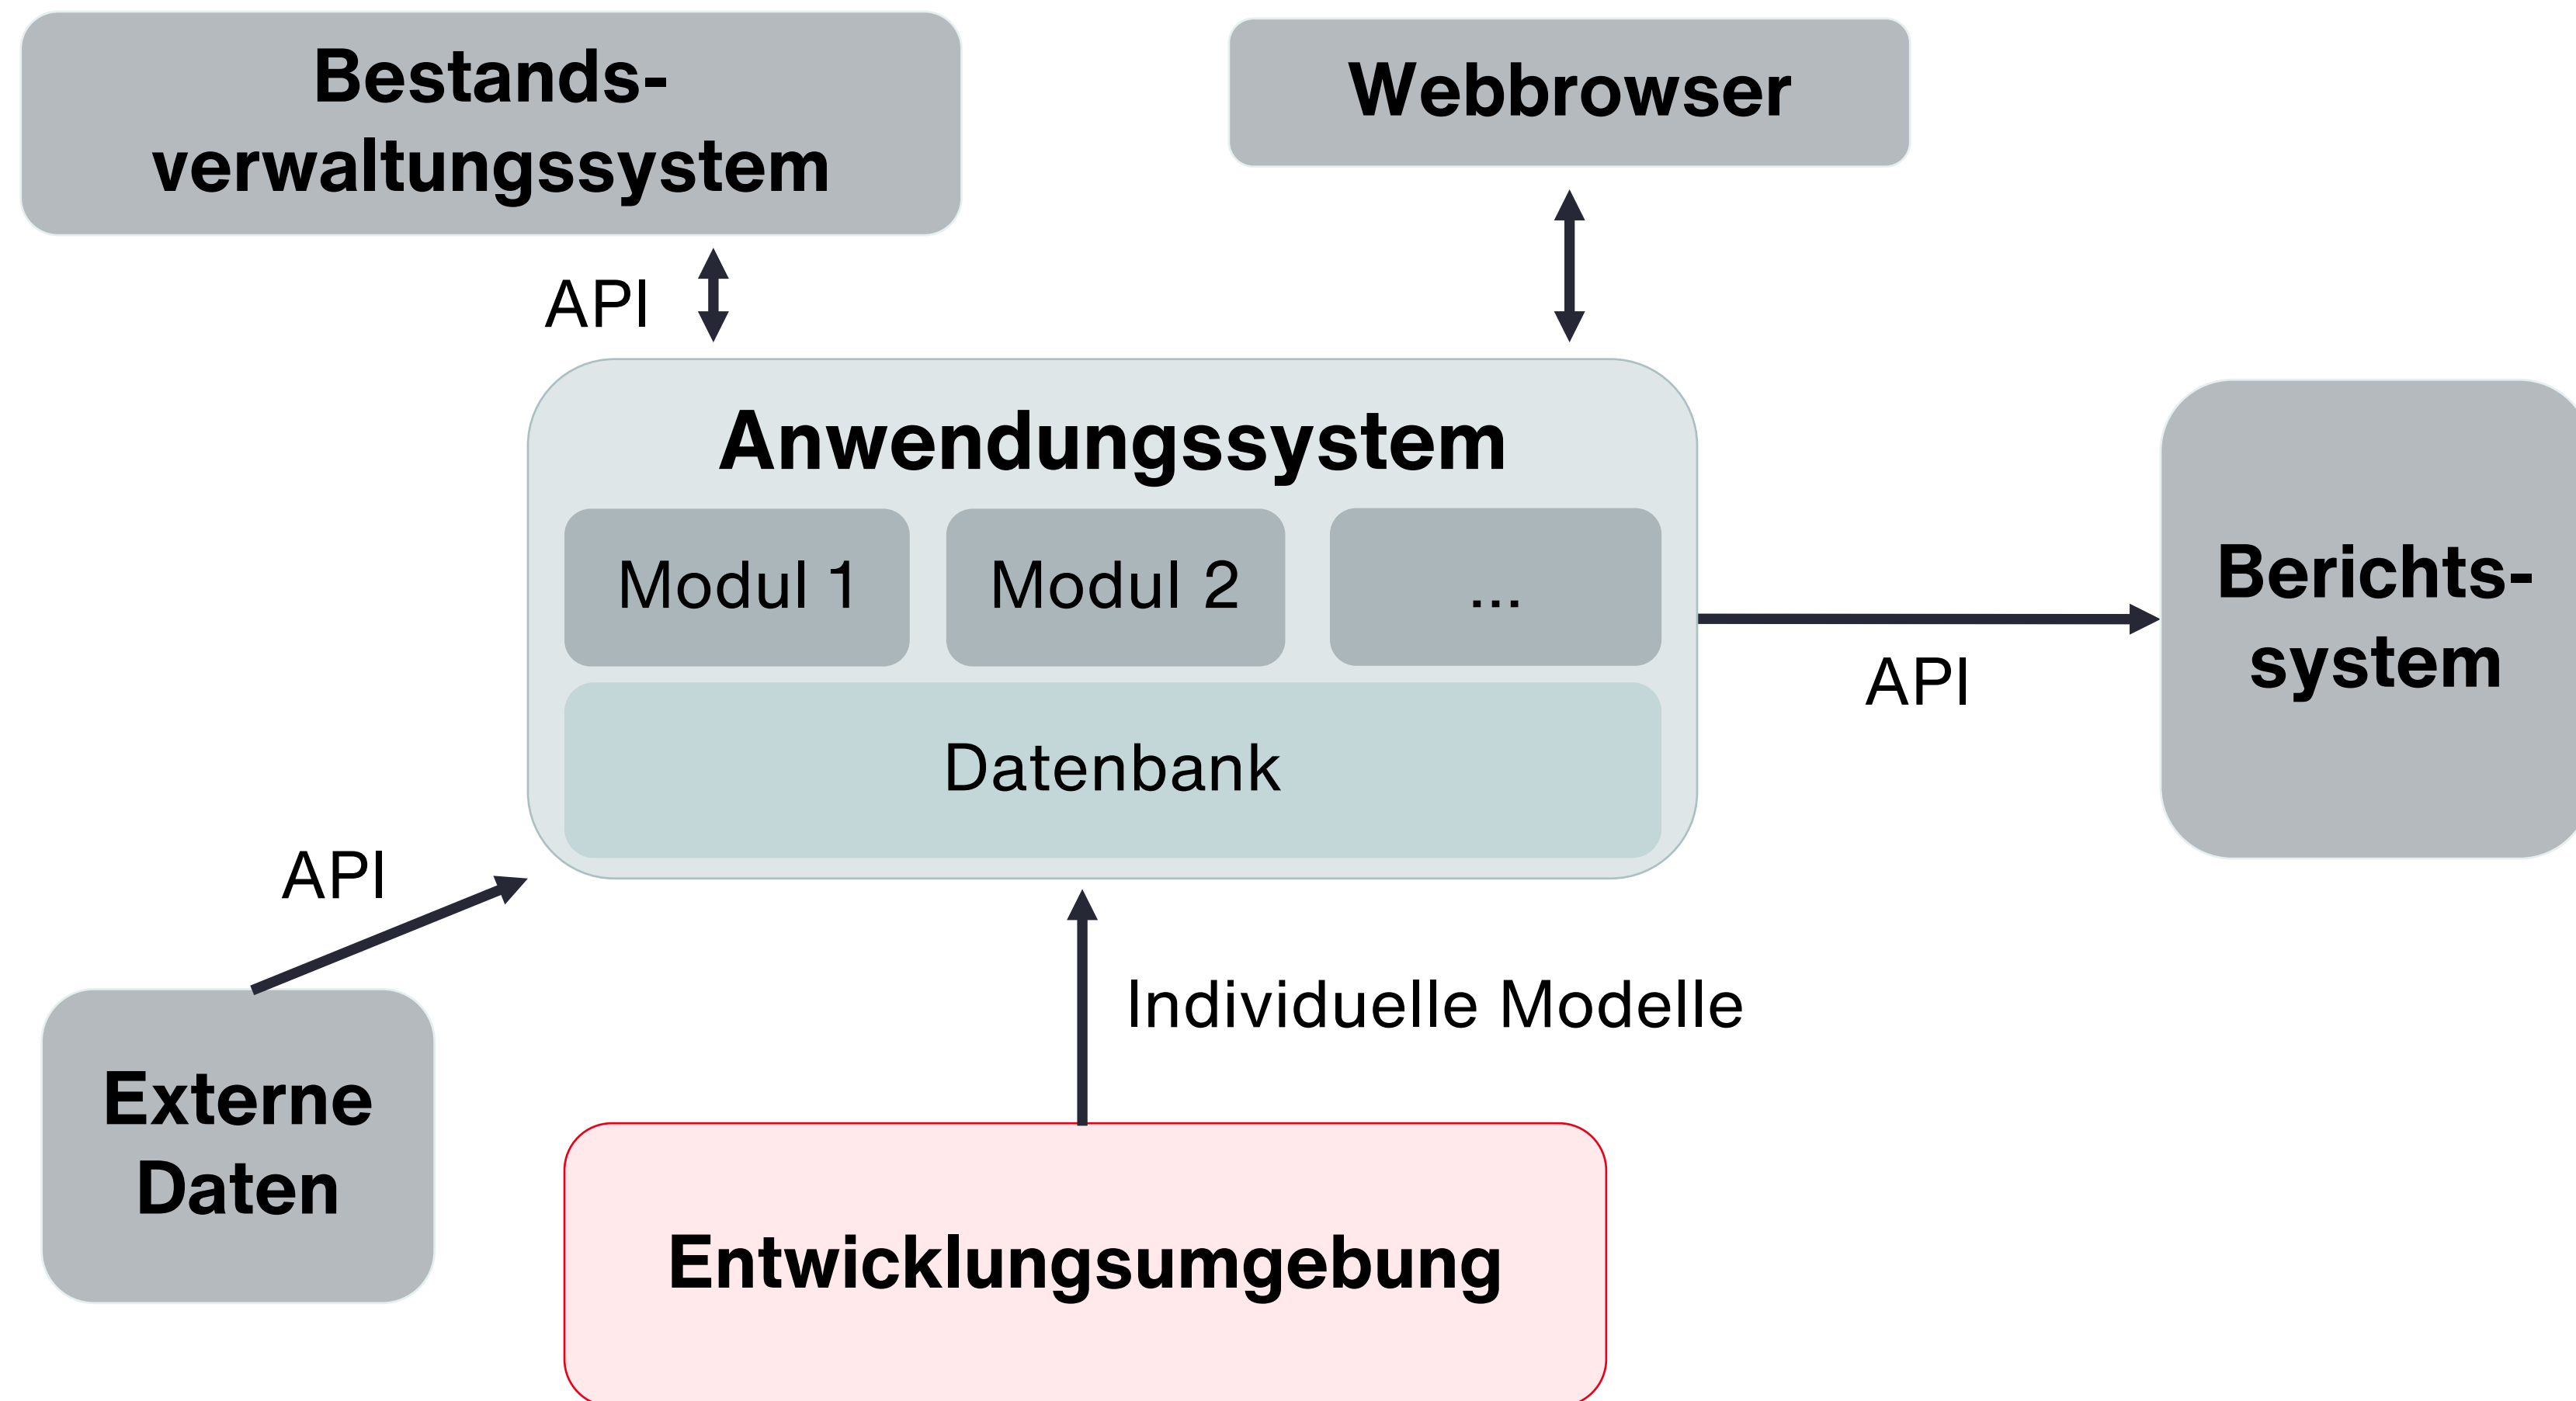 Bestands-
verwaltungssystem
Webbrowser
API
Anwendungssystem
Modul 1
Modul 2
...
Datenbank
API
Berichts-
system
API
Externe
Daten
Individuelle Modelle
Entwicklungsumgebung